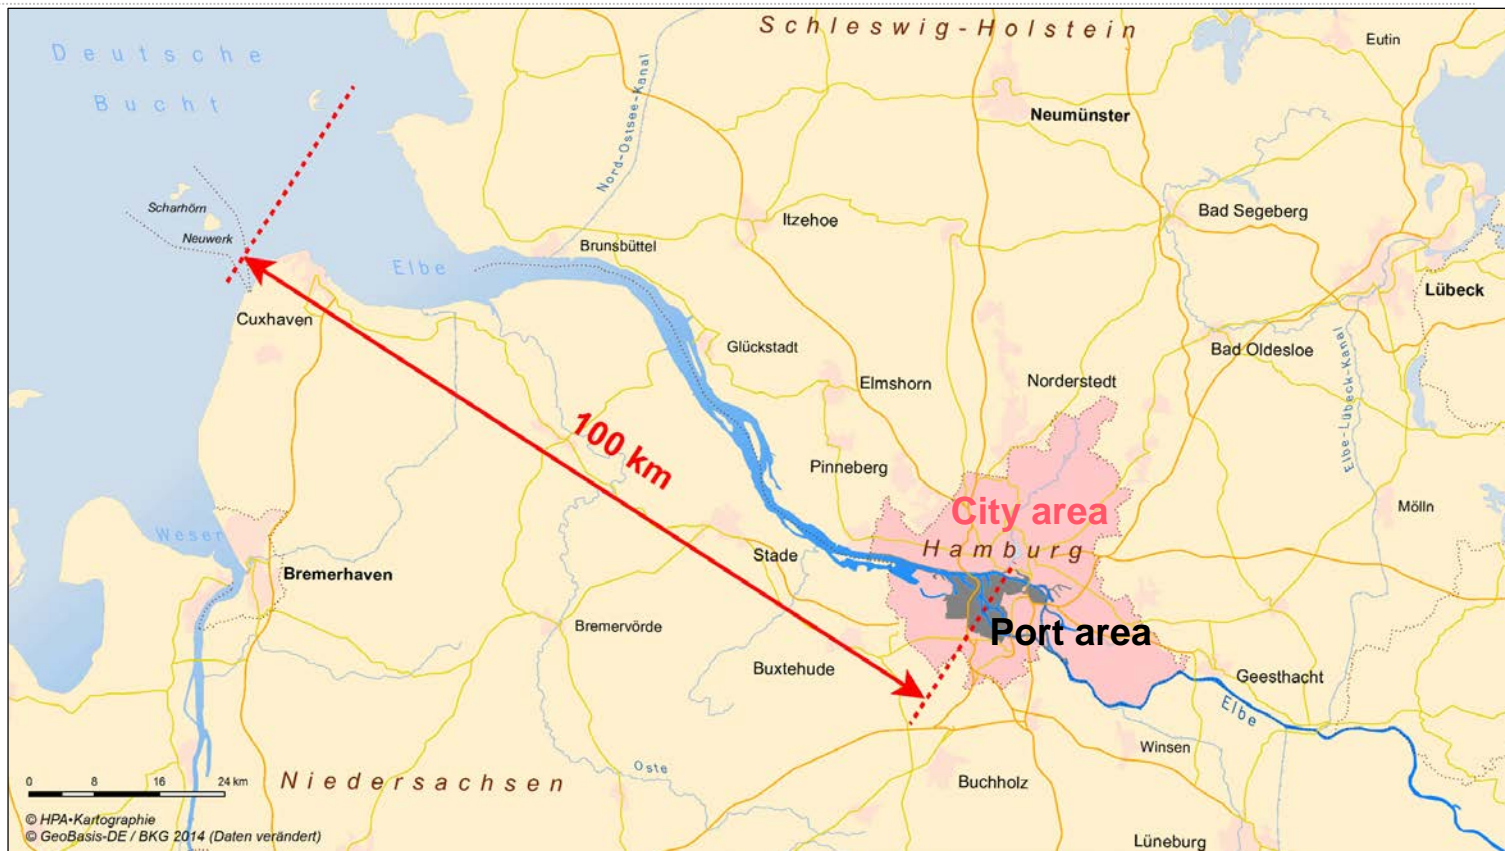 Schleswig-Holstein
Eutin
Deutsche
Bucht
Nord-Ostsee-Kanal
Neumünster
Scharhörn
Neuwerk
Itzehoe
Bad Segeberg
Brunsbüttel
Elbe
Lübeck
Cuxhaven
Glückstadt
Bad Oldesloe
Elbe-Lübeck-Kanal
Elmshorn
Norderstedt
100 km
Pinneberg
Mölln
City area
Weser
Stade
Hamburg
Bremerhaven
Bremervörde
Port area
Buxtehude
Geesthacht
Elbe
Winsen
Oste
Niedersachsen
Buchholz
0 8 16 24 km
© HPA•Kartographie
© GeoBasis-DE / BKG 2014 (Daten verändert)
Lüneburg